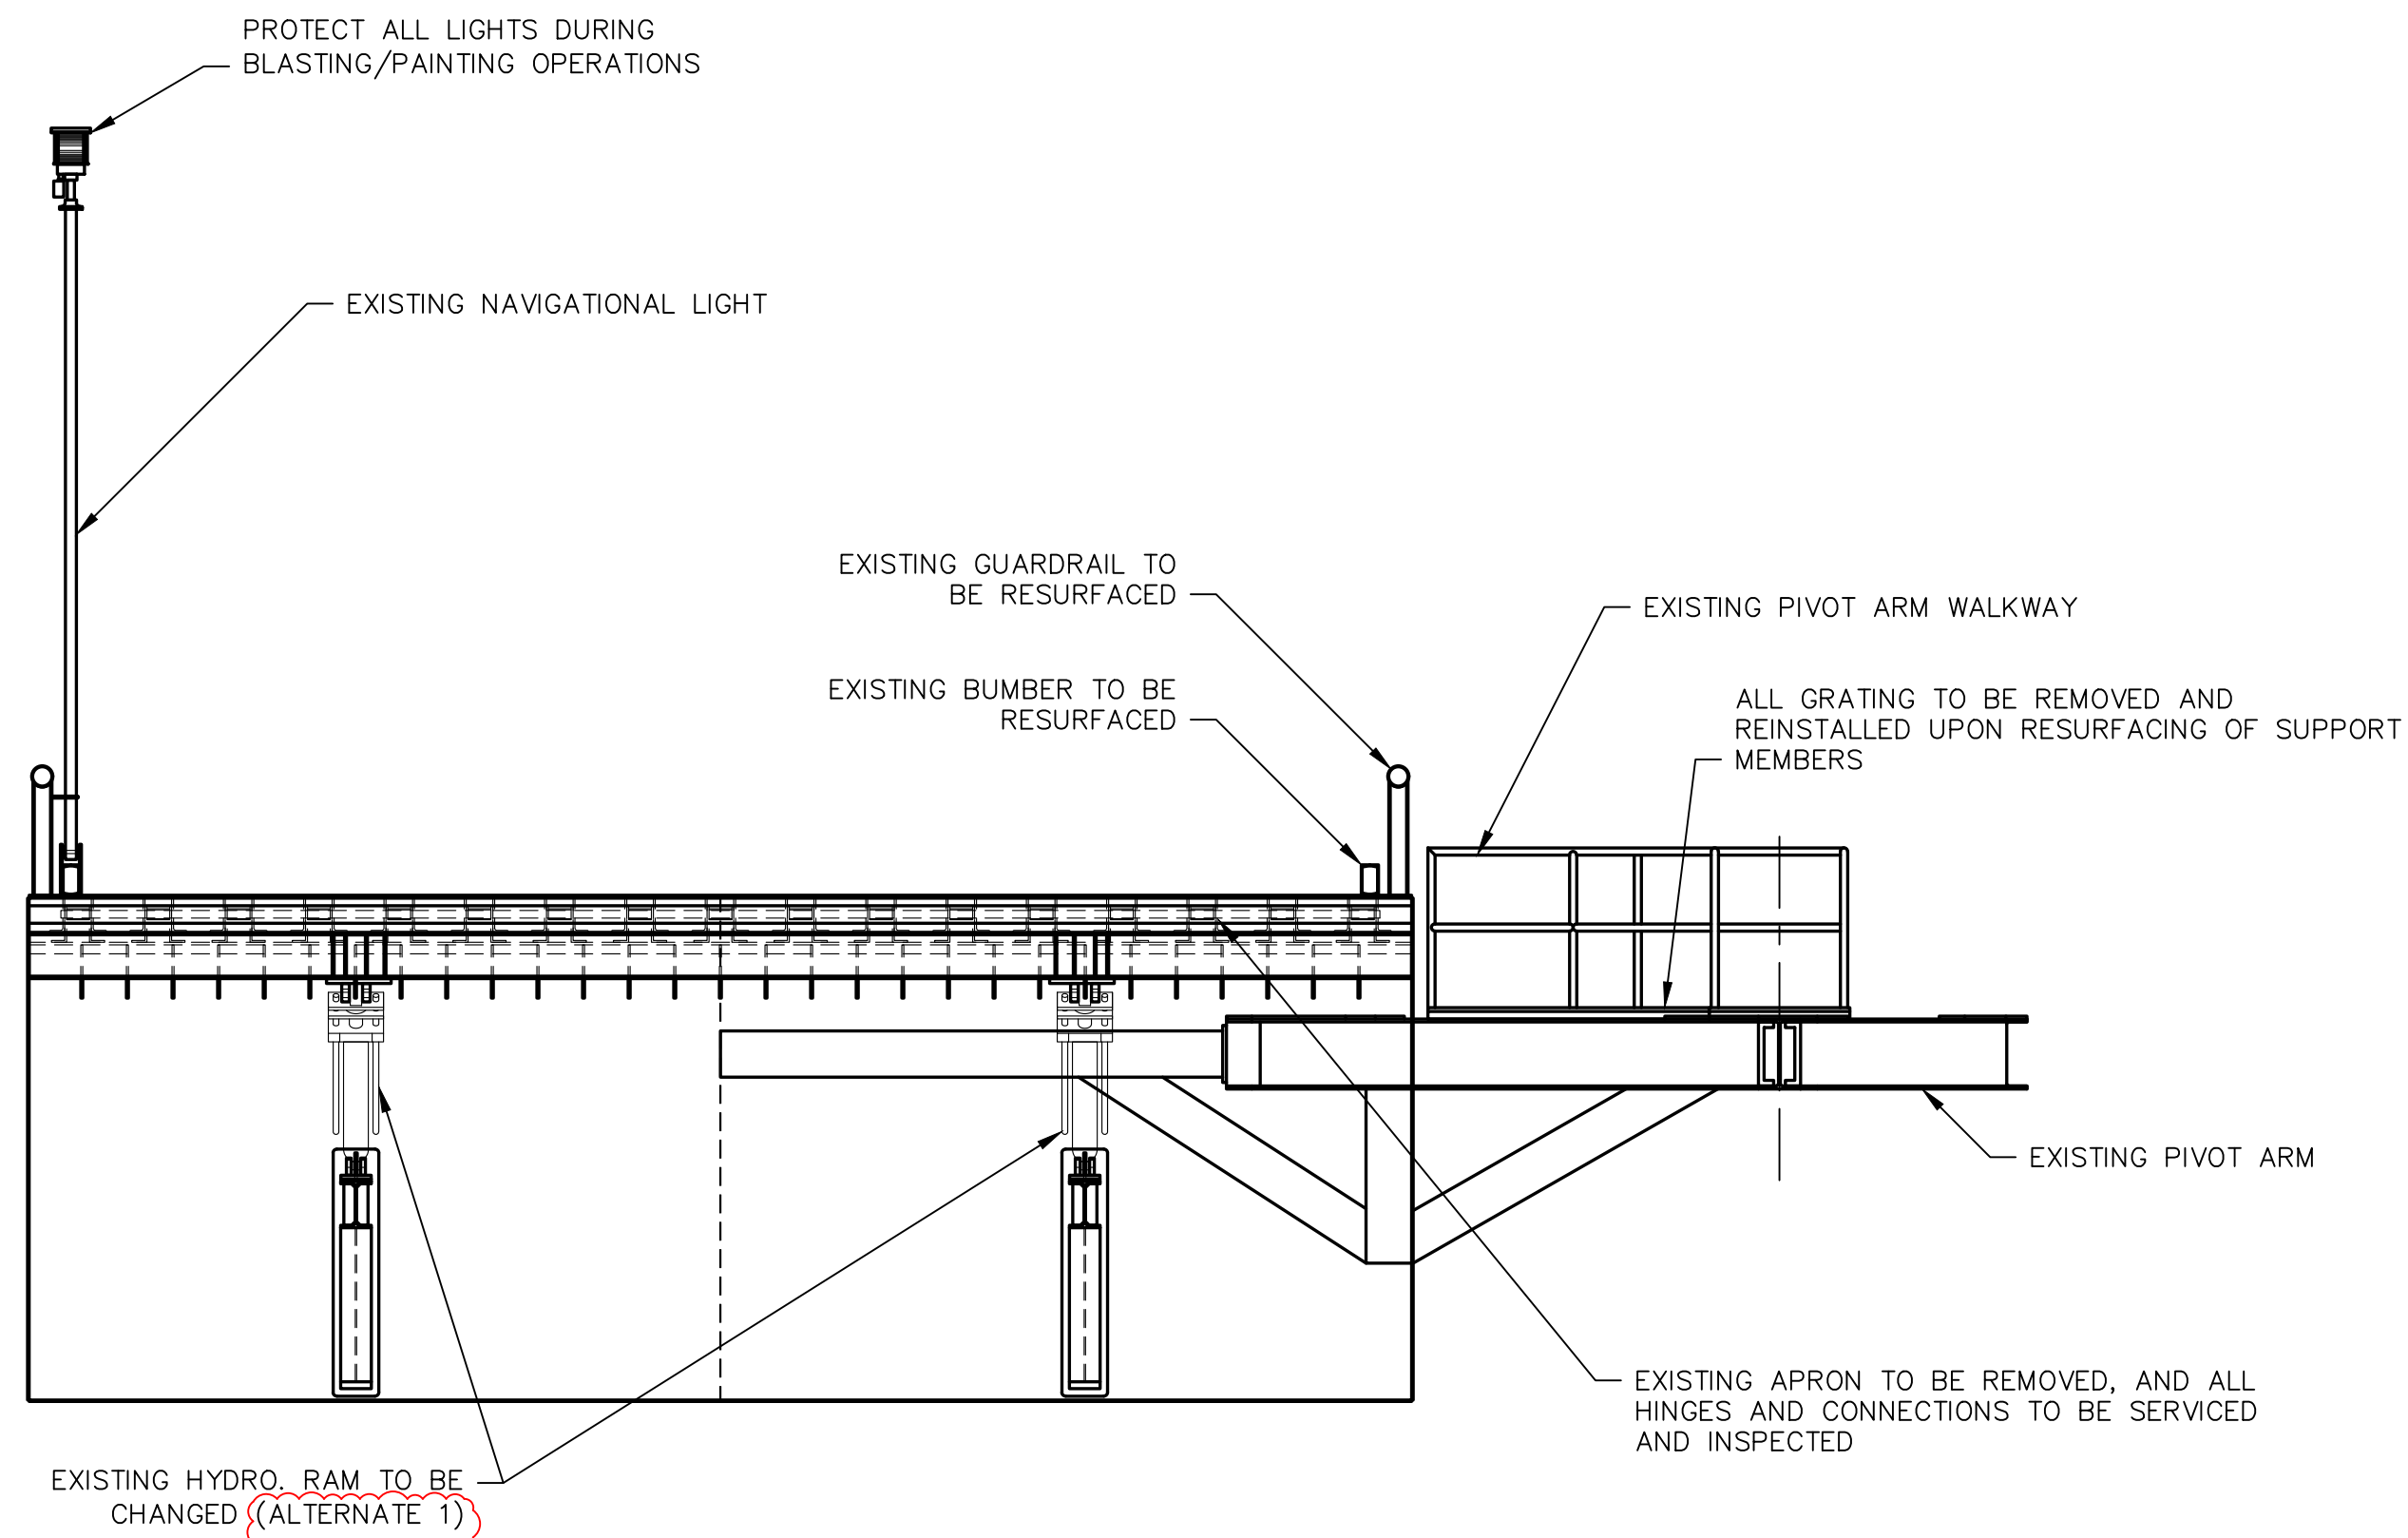 PROTECT ALL LIGHTS DURING
BLASTING/PAINTING OPERATIONS
EXISTING NAVIGATIONAL LIGHT
EXISTING GUARDRAIL TO
BE RESURFACED
EXISTING BUMBER TO BE
RESURFACED
EXISTING PIVOT ARM WALKWAY
ALL GRATING TO BE REMOVED AND
REINSTALLED UPON RESURFACING OF SUPPORT
MEMBERS
EXISTING PIVOT ARM
EXISTING APRON TO BE REMOVED, AND ALL
HINGES AND CONNECTIONS TO BE SERVICED
AND INSPECTED
EXISTING HYDRO. RAM TO BE
CHANGED (ALTERNATE 1)